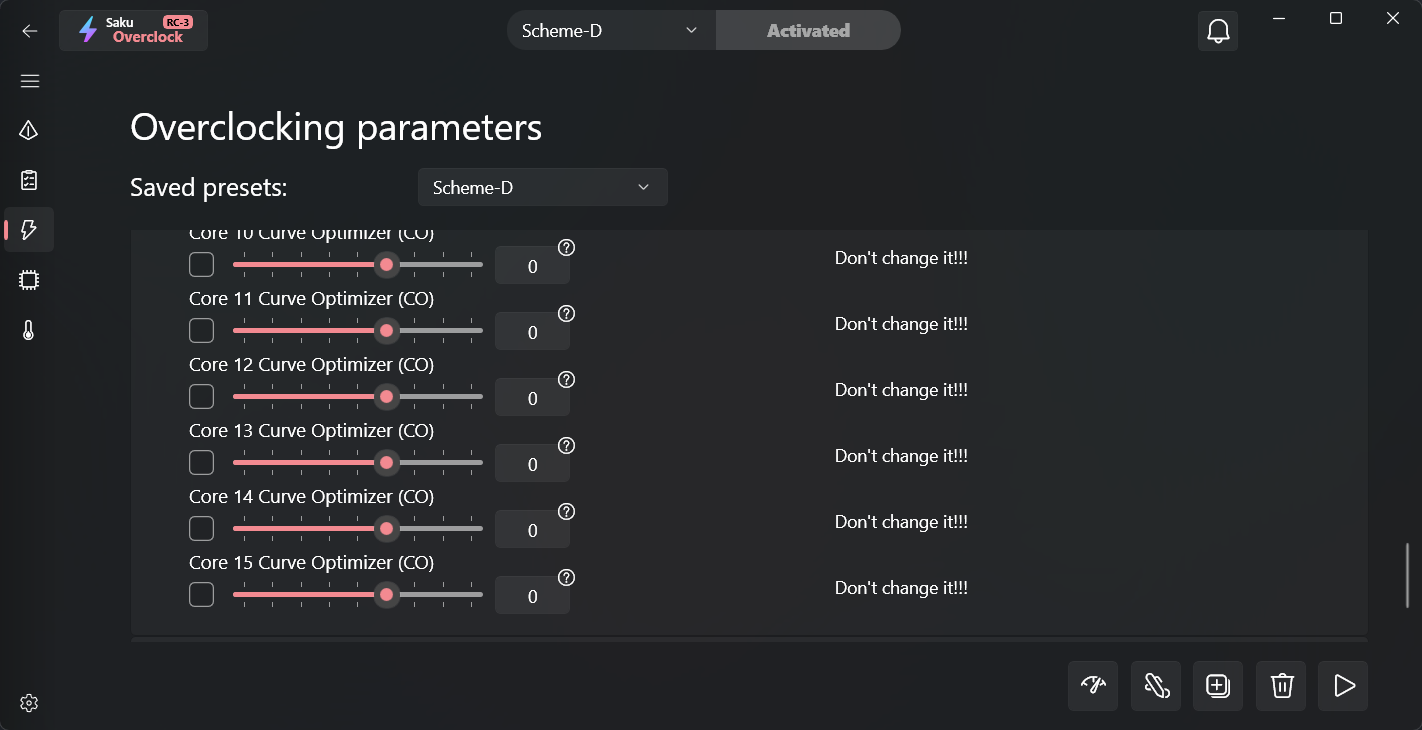 Saku RC-3
Overclock
Scheme-D
Activated
Overclocking parameters
Saved presets:
Scheme-D
Core 10 Curve Optimizer (CO)
0
Don't change it!!!
Core 11 Curve Optimizer (CO)
0
Don't change it!!!
Core 12 Curve Optimizer (CO)
0
Don't change it!!!
Core 13 Curve Optimizer (CO)
0
Don't change it!!!
Core 14 Curve Optimizer (CO)
0
Don't change it!!!
Core 15 Curve Optimizer (CO)
0
Don't change it!!!